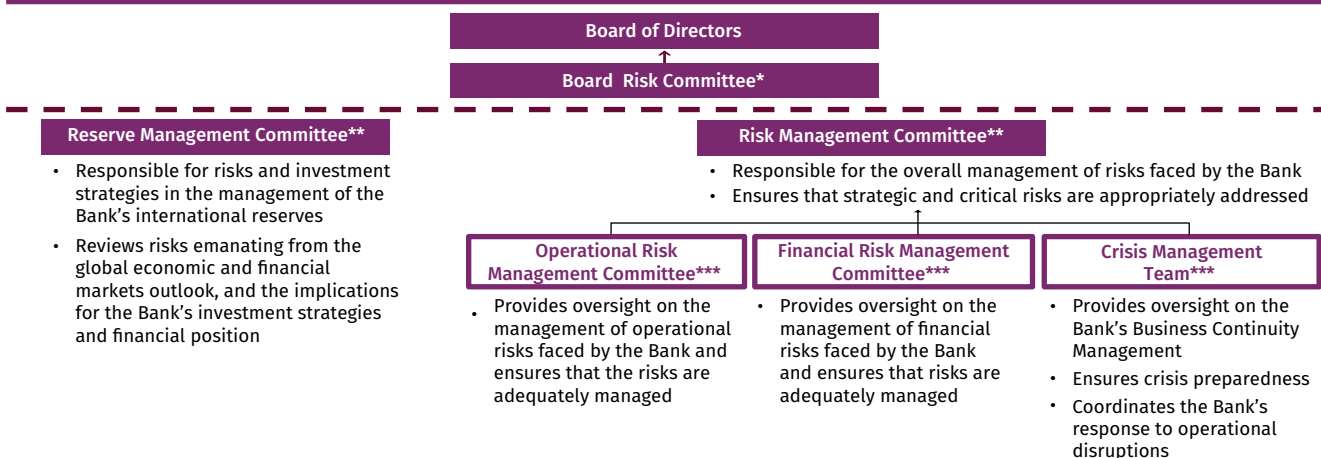 Board of Directors
Board Risk Committee*
Reserve Management Committee**
• Responsible for risks and investment
strategies in the management of the
Bank’s international reserves
• Reviews risks emanating from the
global economic and financial
markets outlook, and the implications
for the Bank’s investment strategies
and financial position
Risk Management Committee**
• Responsible for the overall management of risks faced by the Bank
• Ensures that strategic and critical risks are appropriately addressed
Operational Risk
Management Committee***
• Provides oversight on the
management of operational
risks faced by the Bank and
ensures that the risks are
adequately managed
Financial Risk Management
Committee***
• Provides oversight on the
management of financial
risks faced by the Bank
and ensures that risks are
adequately managed
Crisis Management
Team***
• Provides oversight on the
Bank’s Business Continuity
Management
• Ensures crisis preparedness
• Coordinates the Bank’s
response to operational
disruptions